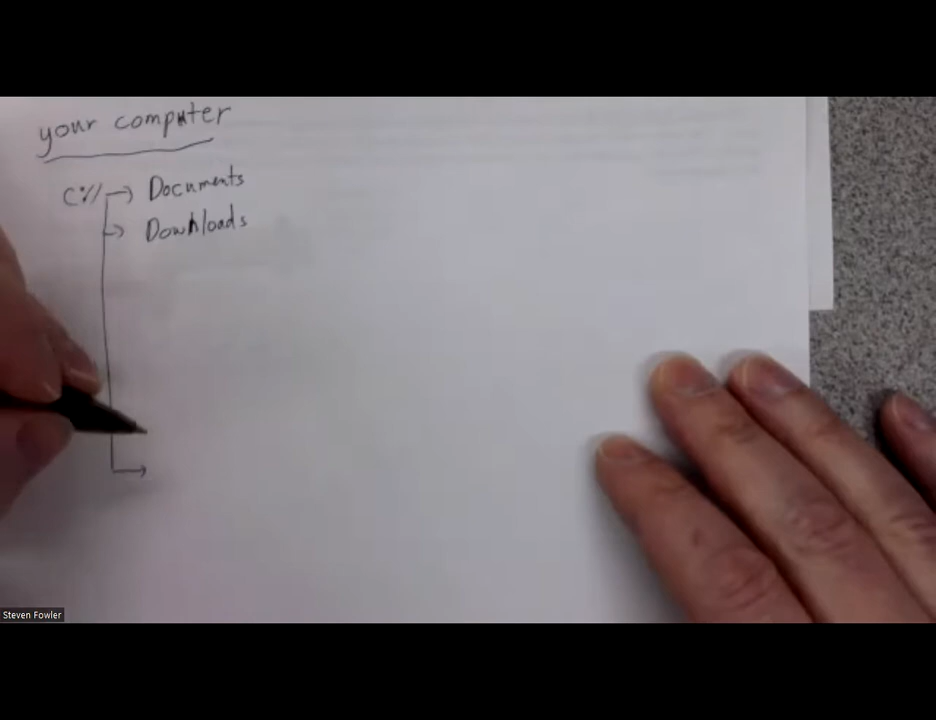 your computer
C:// → Documents
→ Downloads
→
Steven Fowler